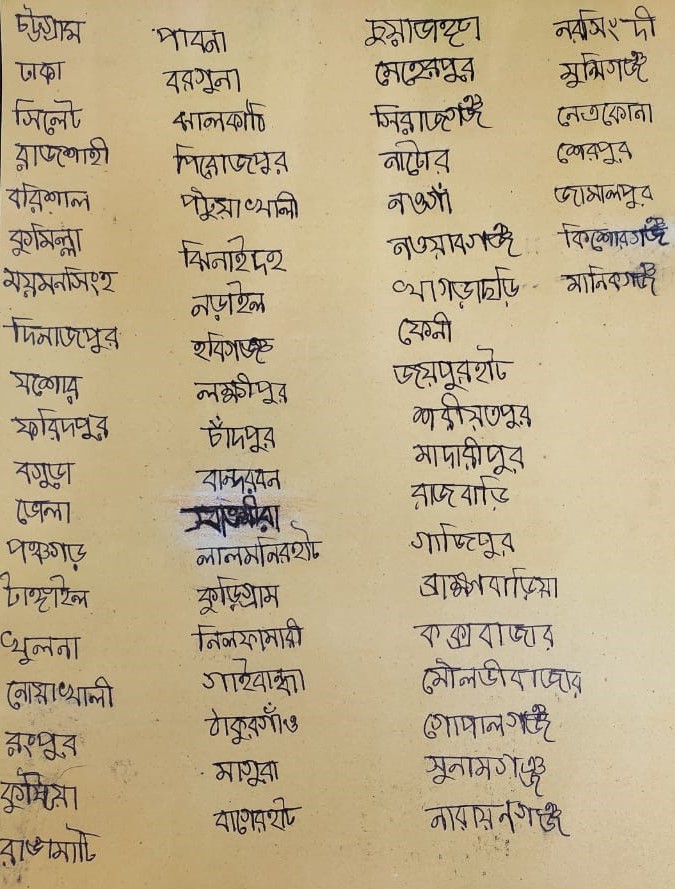 চট্টগ্রাম
ঢাকা
সিলেট
রাজশাহী
বরিশাল
কুমিল্লা
ময়মনসিংহ
দিনাজপুর
যশোর
ফরিদপুর
বগুড়া
ভোলা
পঞ্চগড়
টাঙ্গাইল
খুলনা
নোয়াখালী
রংপুর
কুষ্টিয়া
রাঙামাটি
পাবনা
বরগুনা
ঝালকাঠি
পিরোজপুর
পটুয়াখালী
ঝিনাইদহ
নড়াইল
হবিগঞ্জ
লক্ষীপুর
চাঁদপুর
বান্দরবন
সাতক্ষীরা
লালমনিরহাট
কুড়িগ্রাম
নিলফামারী
গাইবান্ধা
ঠাকুরগাঁও
মাগুরা
বাগেরহাট
চুয়াডাঙ্গা
মেহেরপুর
সিরাজগঞ্জ
নাটোর
নওগাঁ
নওয়াবগঞ্জ
খাগড়াছড়ি
ফেনী
জয়পুরহাট
শরীয়তপুর
মাদারীপুর
রাজবাড়ি
গাজিপুর
ব্রাহ্মণবাড়িয়া
কক্সবাজার
মৌলভীবাজার
গোপালগঞ্জ
সুনামগঞ্জ
নারায়নগঞ্জ
নরসিংদী
মুন্সিগঞ্জ
নেত্রকোনা
শেরপুর
জামালপুর
কিশোরগঞ্জ
মানিকগঞ্জ